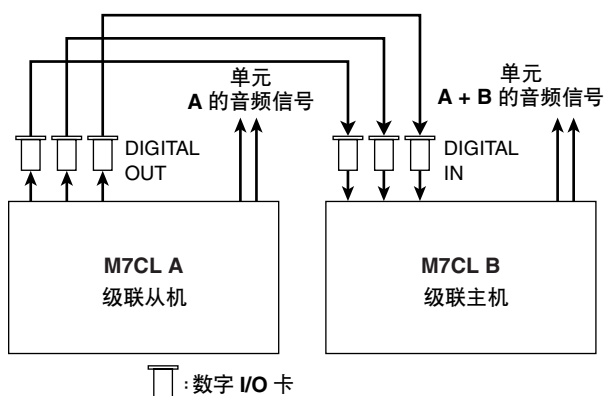 单元
A 的音频信号
单元
A + B 的音频信号
DIGITAL
OUT
DIGITAL
IN
M7CL A
级联从机
M7CL B
级联主机
:数字 I/O 卡